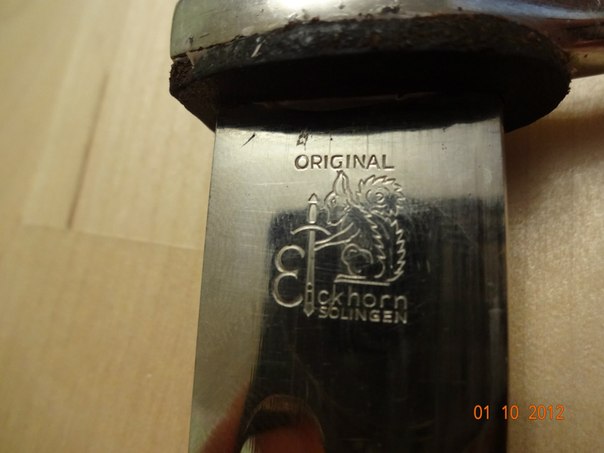 ORIGINAL
Eickhorn
SOLINGEN
01 10 2012